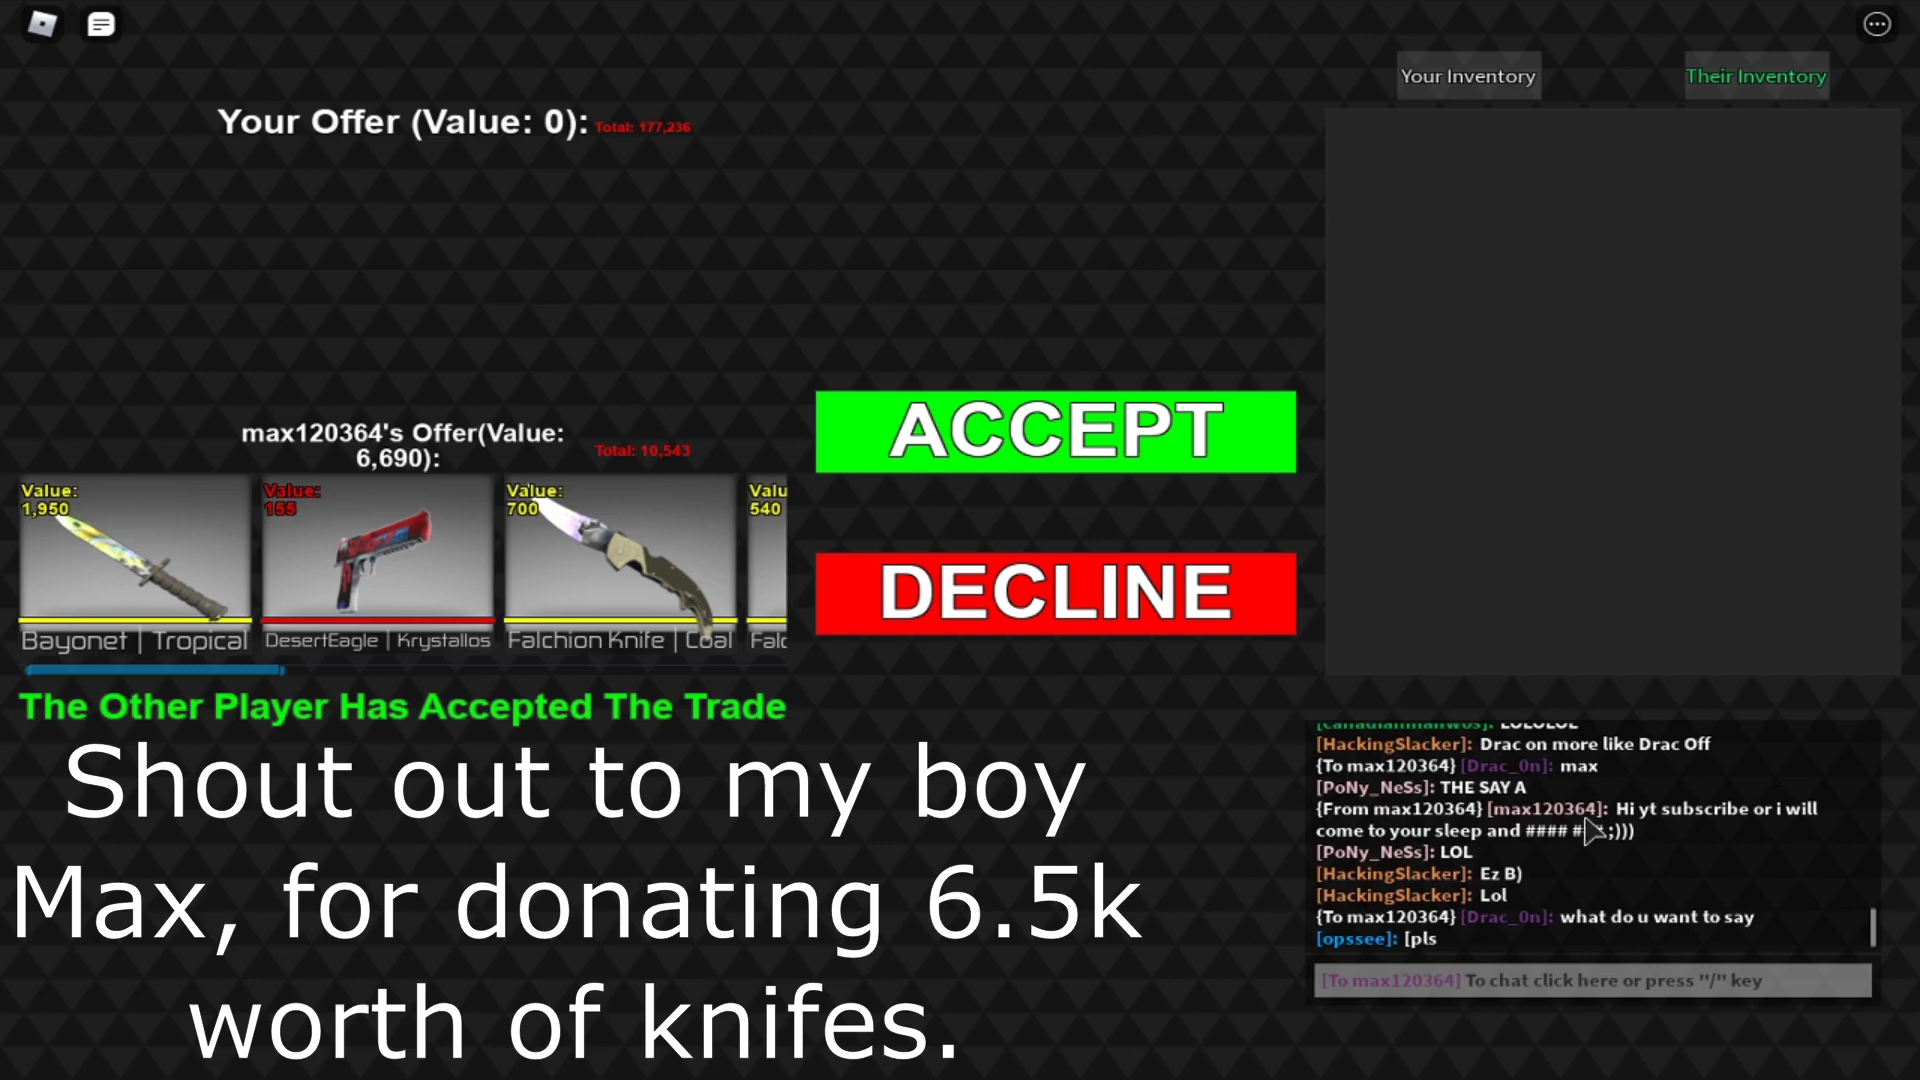 Your Inventory
Their Inventory
Your Offer (Value: 0):
Total: 177,236
ACCEPT
max120364's Offer(Value:
6,690):
Total: 10,543
Value:
1,950
Value:
155
Value:
700
Valu
540
DECLINE
Bayonet | Tropical
DesertEagle | Krystallos
Falchion Knife | Coal
Falc
The Other Player Has Accepted The Trade
Shout out to my boy
Max, for donating 6.5k
worth of knifes.
[canadianmanwos]: LOLOLOL
[HackingSlacker]: Drac on more like Drac Off
{To max120364} [Drac_0n]: max
[PoNy_NeSs]: THE SAY A
{From max120364} [max120364]: Hi yt subscribe or i will
come to your sleep and #### # ;)))
[PoNy_NeSs]: LOL
[HackingSlacker]: Ez B)
[HackingSlacker]: Lol
{To max120364} [Drac_0n]: what do u want to say
[opssee]: [pls
[To max120364] To chat click here or press "/" key